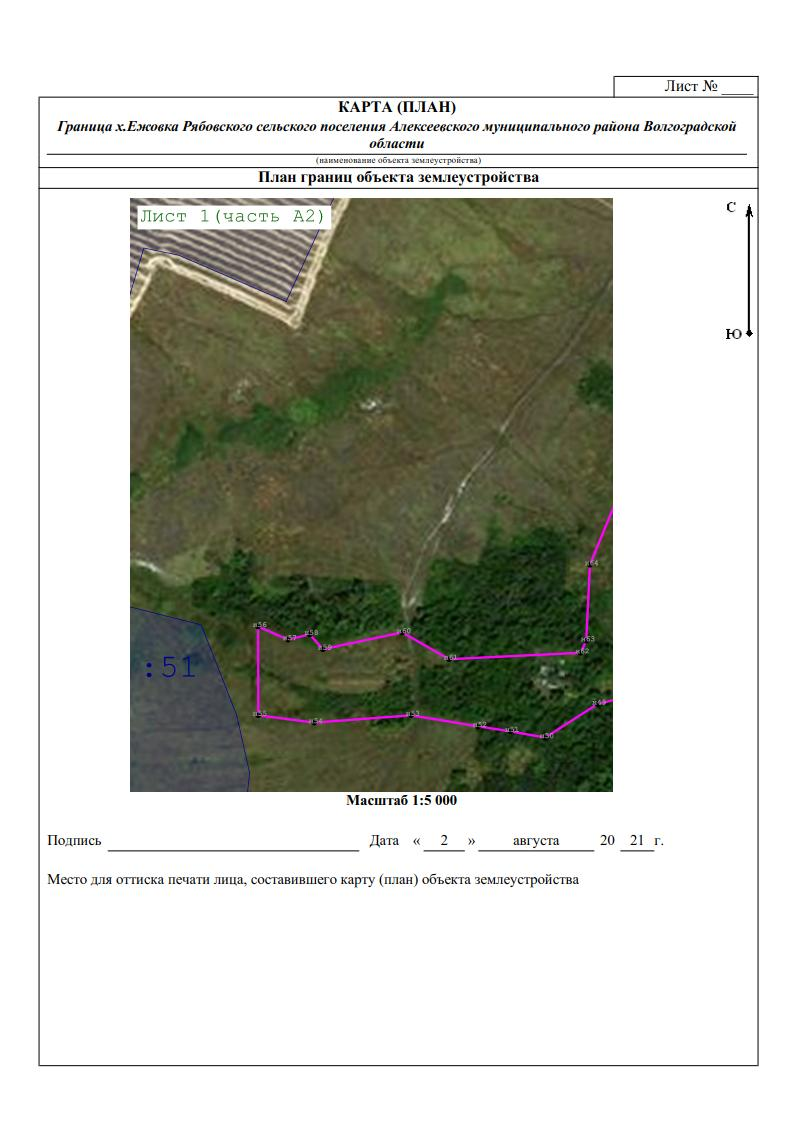 Лист № ____
КАРТА (ПЛАН)
Граница х.Ежовка Рябовского сельского поселения Алексеевского муниципального района Волгоградской
области
(наименование объекта землеустройства)
План границ объекта землеустройства
Лист 1(часть А2)
С
Ю
н64
н56
н58
н57
н60
н59
н63
н62
н61
:51
н49
н55
н53
н54
н52
н51
н50
Масштаб 1:5 000
Подпись Дата « 2 » августа 20 21 г.
Место для оттиска печати лица, составившего карту (план) объекта землеустройства